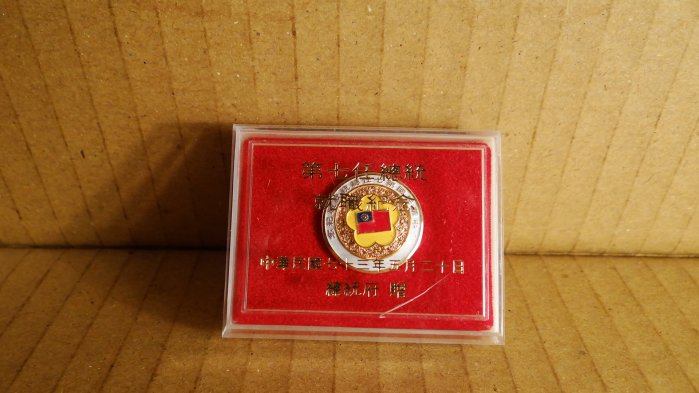 第七任總統
就職紀念
中華民國七十三年五月二十日
總統府 贈